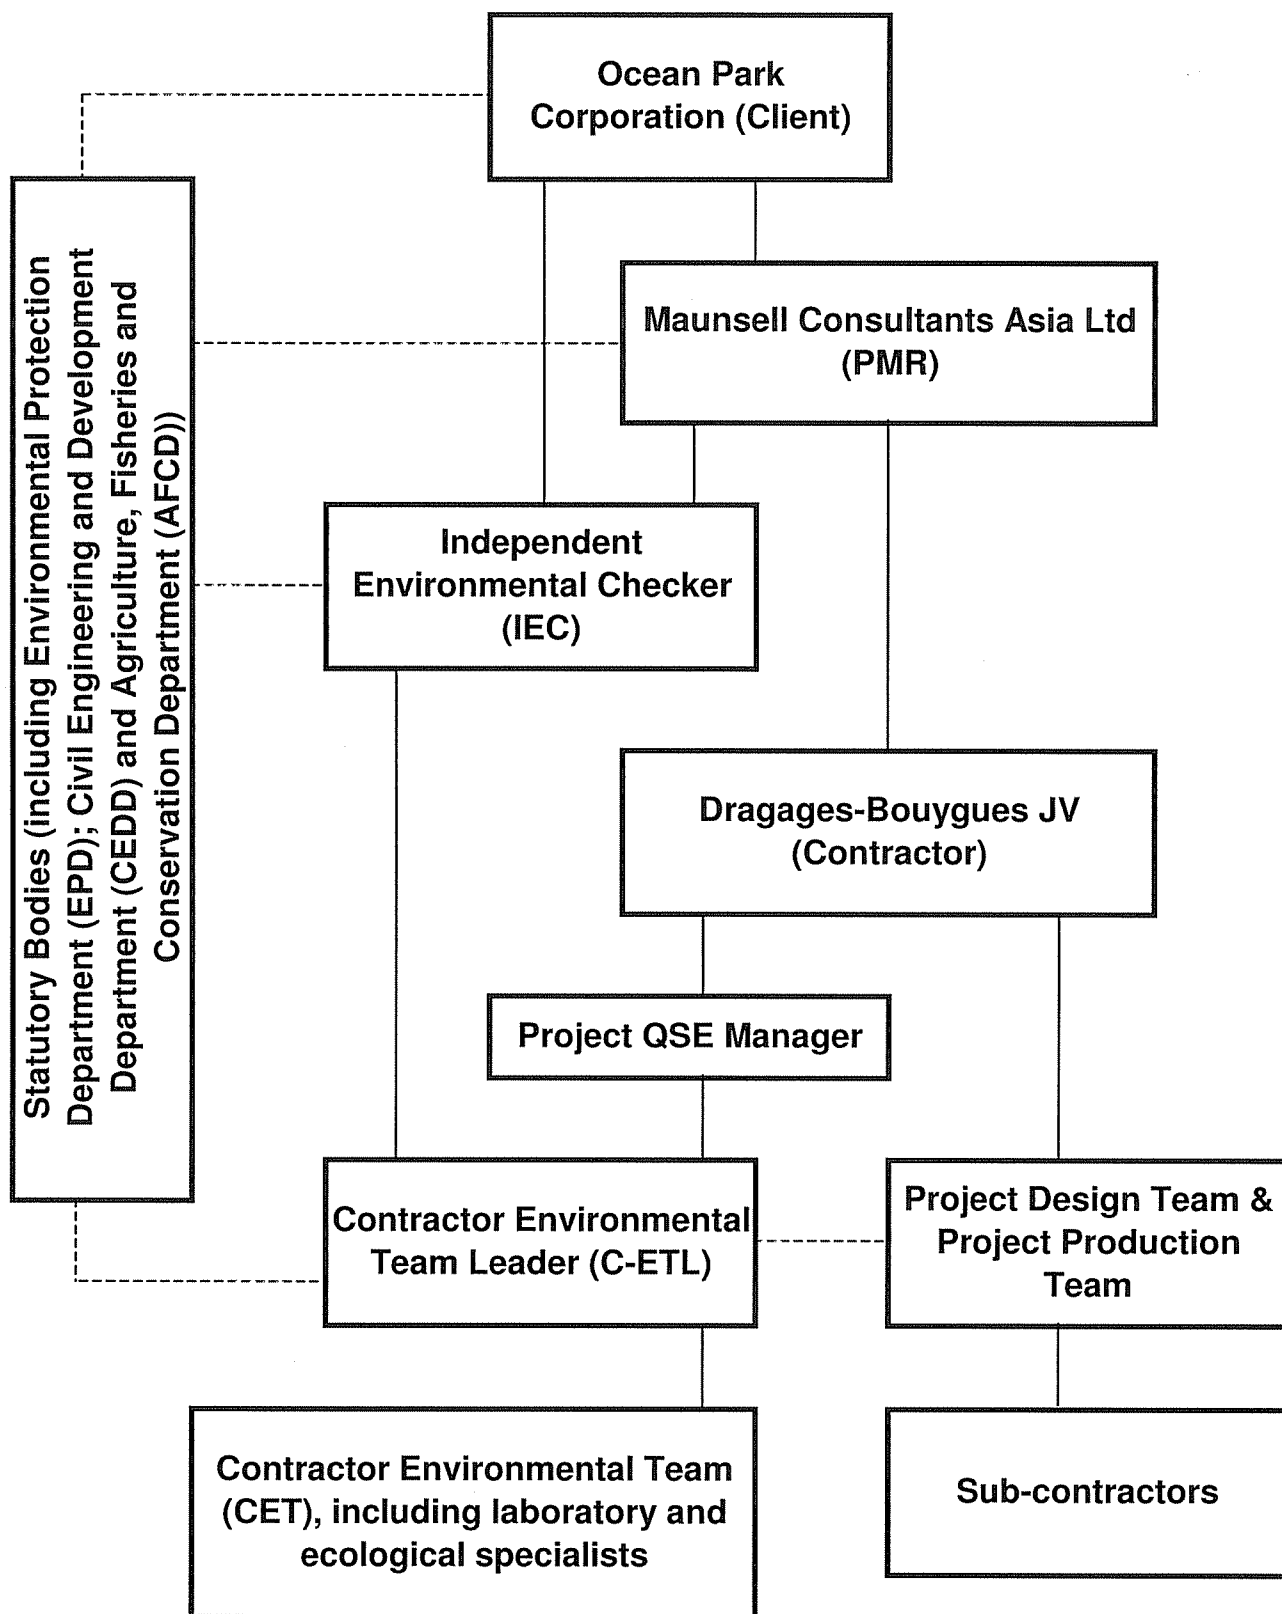 Ocean Park
Corporation (Client)
Statutory Bodies (including Environmental Protection
Department (EPD); Civil Engineering and Development
Department (CEDD) and Agriculture, Fisheries and
Conservation Department (AFCD))
Maunsell Consultants Asia Ltd
(PMR)
Independent
Environmental Checker
(IEC)
Dragages-Bouygues JV
(Contractor)
Project QSE Manager
Contractor Environmental
Team Leader (C-ETL)
Project Design Team &
Project Production
Team
Contractor Environmental Team
(CET), including laboratory and
ecological specialists
Sub-contractors